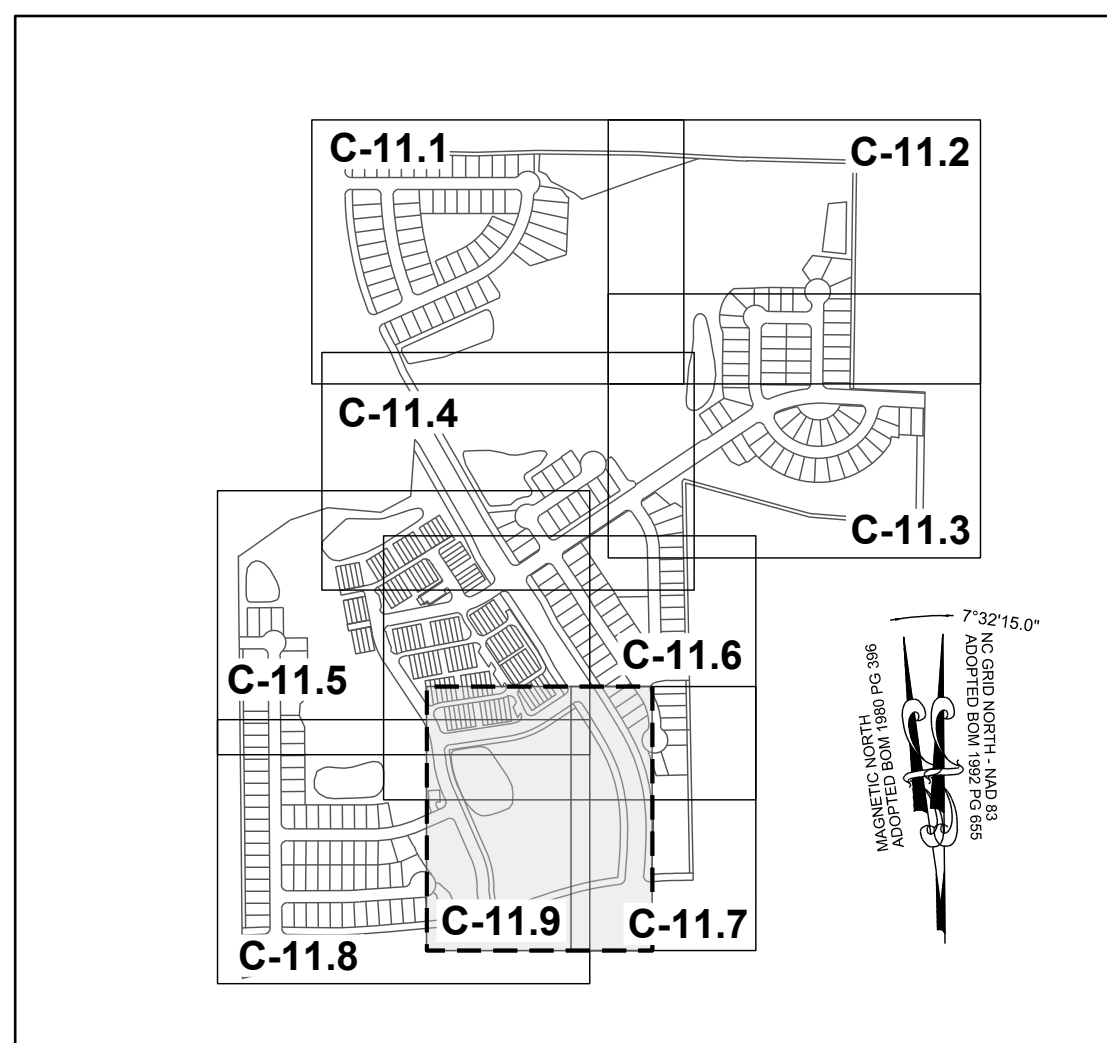 C-11.1
C-11.2
C-11.4
C-11.3
C-11.6
C-11.5
7°32'15.0"
MAGNETIC NORTH
ADOPTED BOM 1980 PG 396
NC GRID NORTH - NAD 83
ADOPTED BOM 1992 PG 655
C-11.9
C-11.7
C-11.8